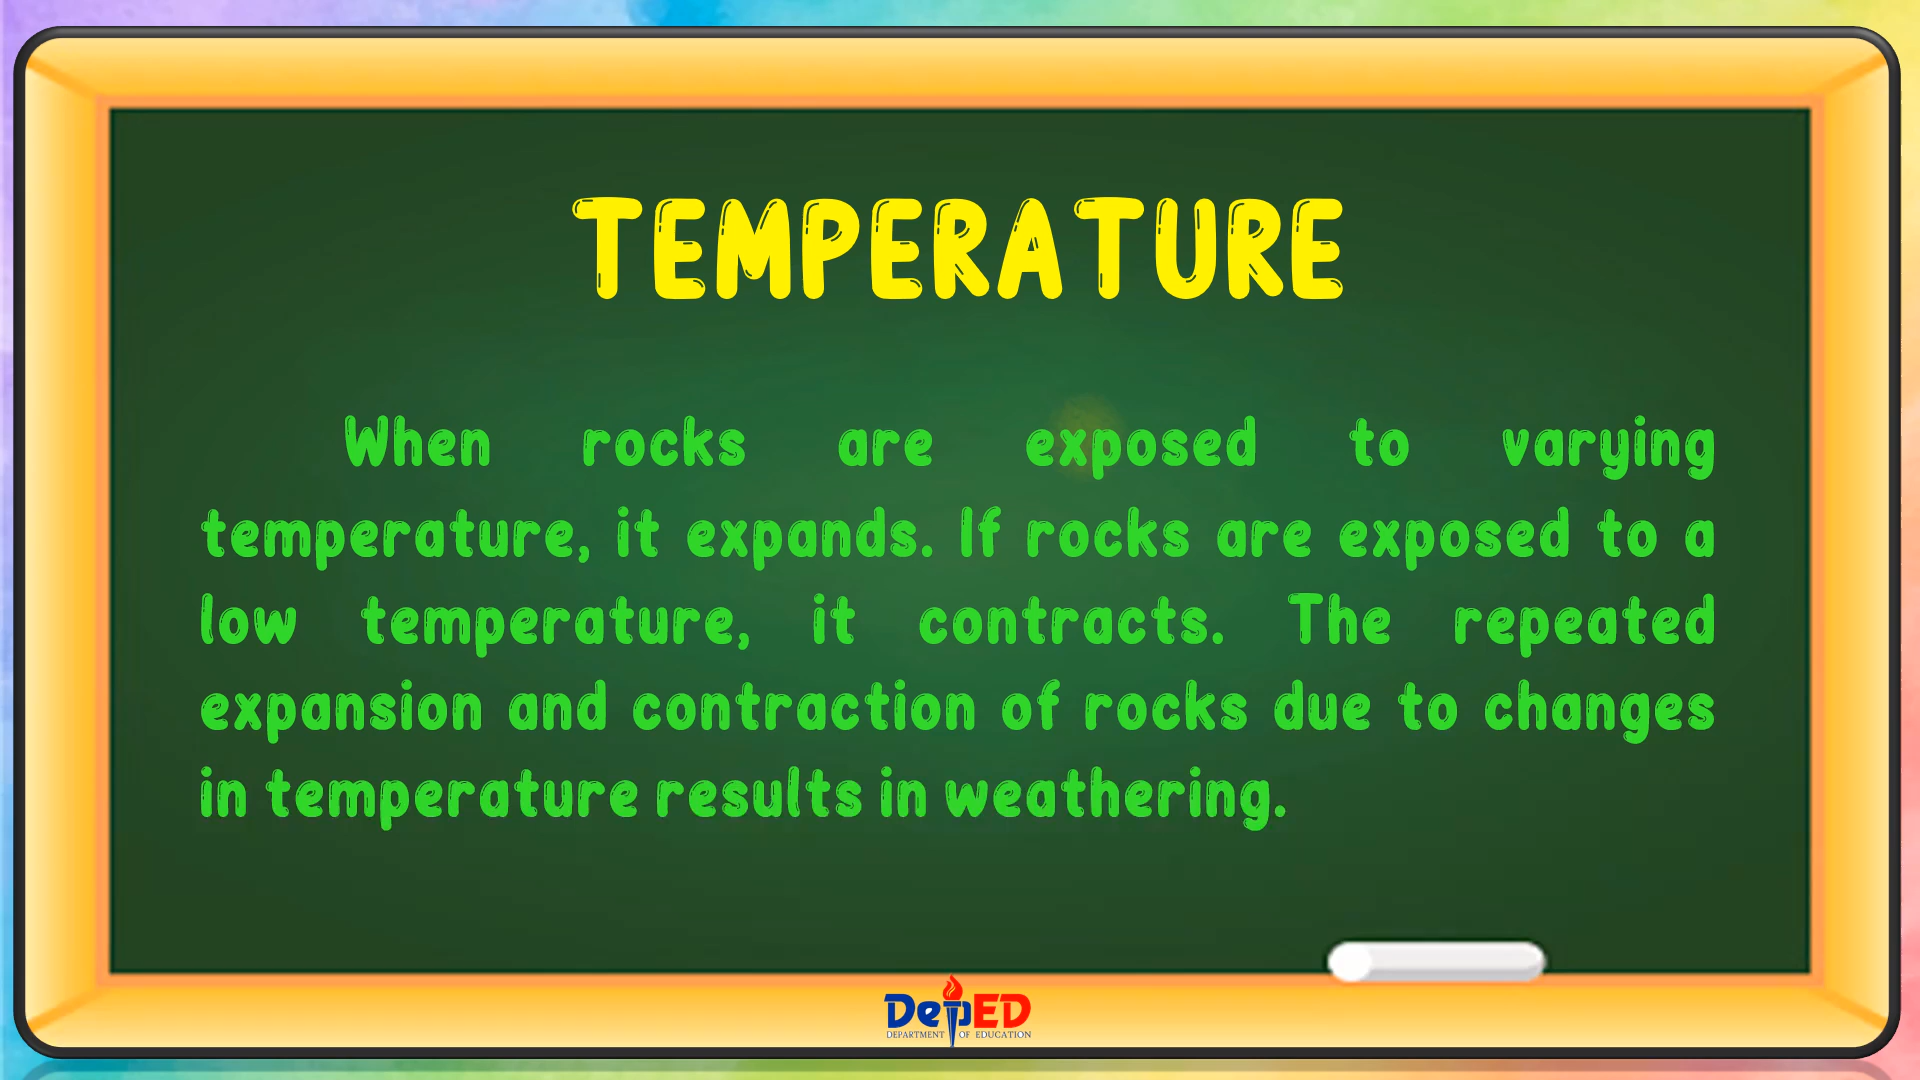 TEMPERATURE
When rocks are exposed to varying
temperature, it expands. If rocks are exposed to a
low temperature, it contracts. The repeated
expansion and contraction of rocks due to changes
in temperature results in weathering.
DepED
DEPARTMENT OF EDUCATION